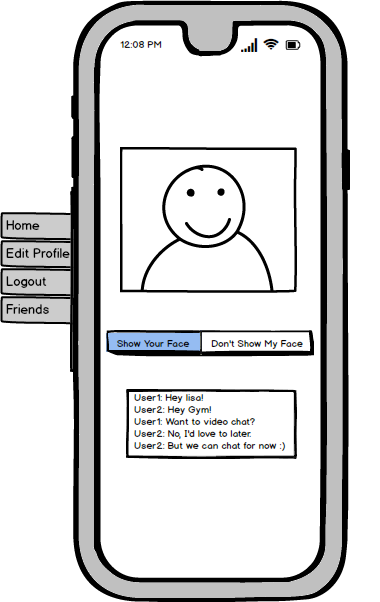 12:08 PM
Home
Edit Profile
Logout
Friends
Show Your Face
Don't Show My Face
User1: Hey lisa!
User2: Hey Gym!
User1: Want to video chat?
User2: No, I'd love to later.
User2: But we can chat for now :)